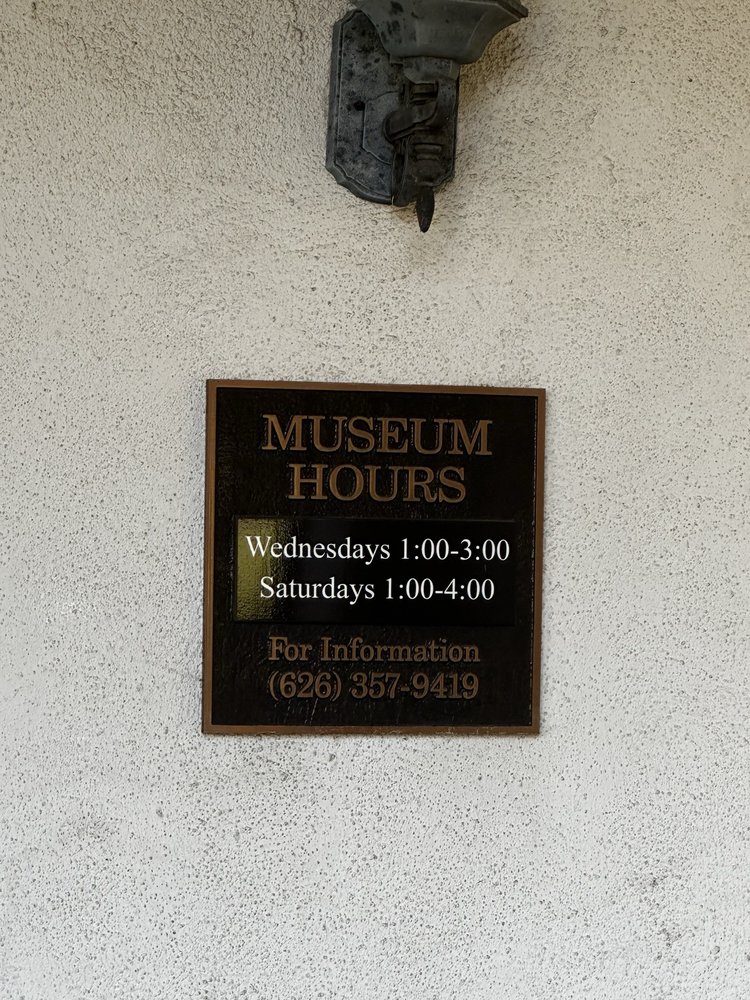 MUSEUM
HOURS
Wednesdays 1:00-3:00
Saturdays 1:00-4:00
For Information
(626) 357-9419